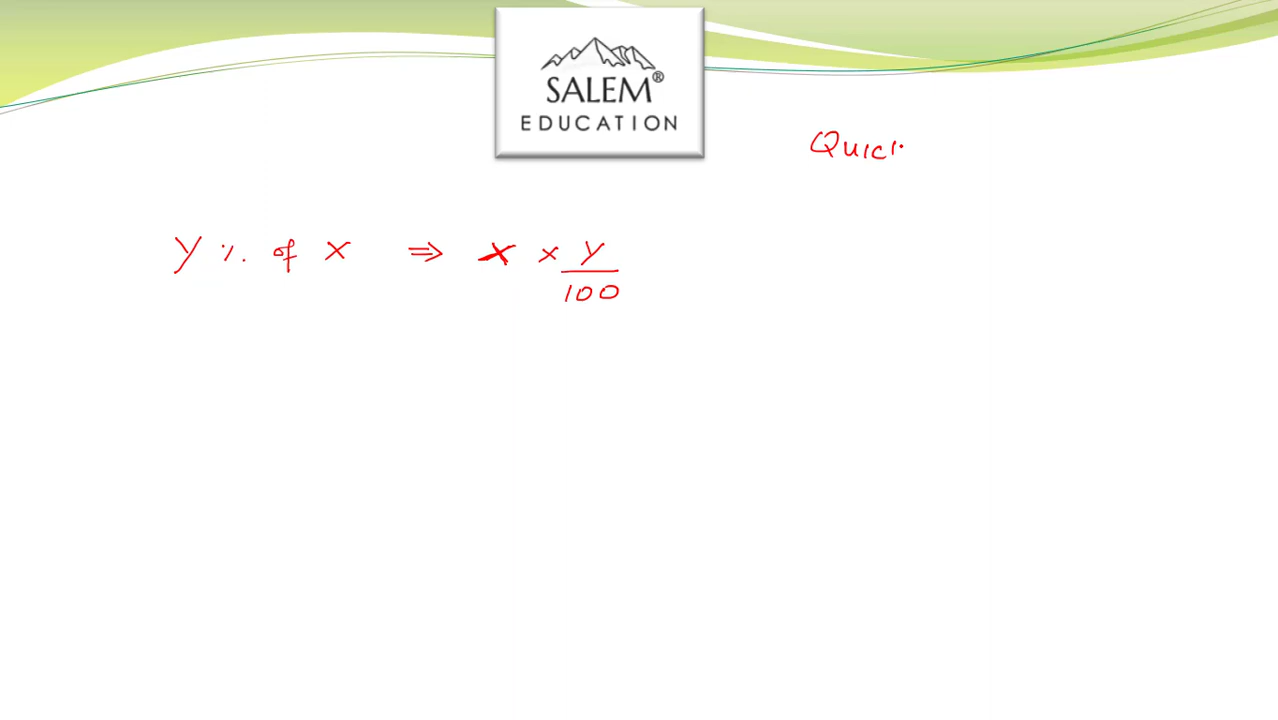 SALEM®
EDUCATION
Y % of X ⇒ X × Y
100